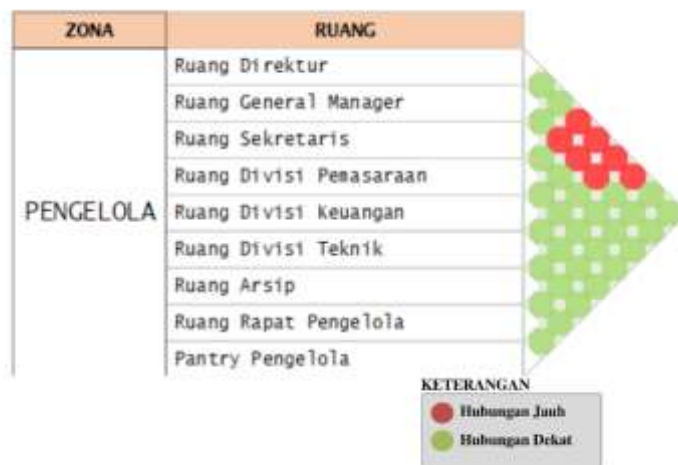 ZONA RUANG
Ruang Direktur
Ruang General Manager
Ruang Sekretaris
Ruang Divisi Pemasaraan
PENGELOLA Ruang Divisi Keuangan
Ruang Divisi Teknik
Ruang Arsip
Ruang Rapat Pengelola
Pantry Pengelola
KETERANGAN
Hubungan Jauh
Hubungan Dekat